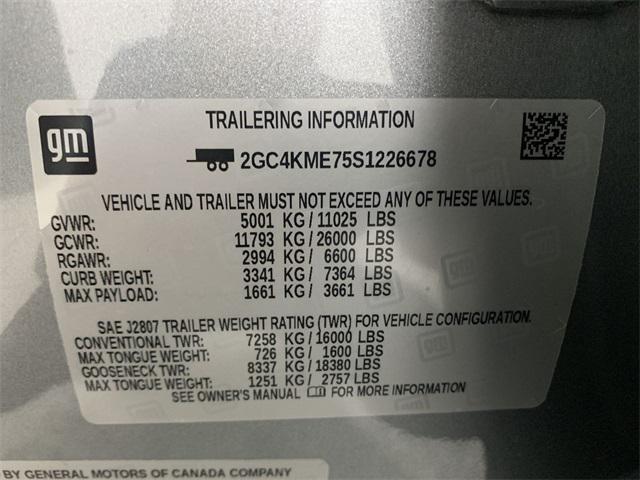 gm
TRAILERING INFORMATION
2GC4KME75S1226678
VEHICLE AND TRAILER MUST NOT EXCEED ANY OF THESE VALUES.
GVWR: 5001 KG / 11025 LBS
GCWR: 11793 KG / 26000 LBS
RGAWR: 2994 KG / 6600 LBS
CURB WEIGHT: 3341 KG / 7364 LBS
MAX PAYLOAD: 1661 KG / 3661 LBS
SAE J2807 TRAILER WEIGHT RATING (TWR) FOR VEHICLE CONFIGURATION.
CONVENTIONAL TWR: 7258 KG / 16000 LBS
MAX TONGUE WEIGHT: 726 KG / 1600 LBS
GOOSENECK TWR: 8337 KG / 18380 LBS
MAX TONGUE WEIGHT: 1251 KG / 2757 LBS
SEE OWNER'S MANUAL FOR MORE INFORMATION
BY GENERAL MOTORS OF CANADA COMPANY